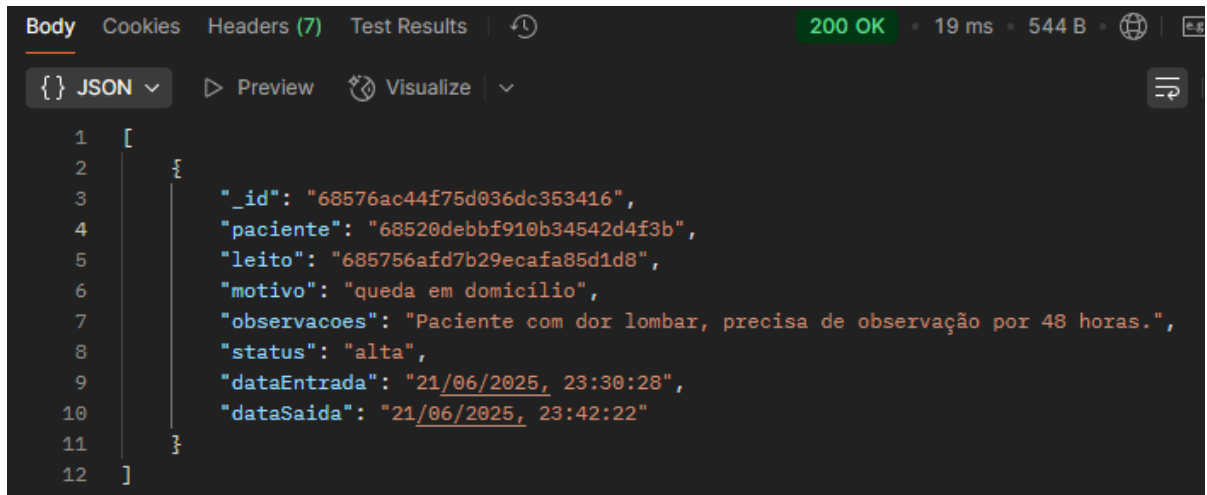 Body Cookies Headers (7) Test Results 200 OK • 19 ms • 544 B • e.g
{} JSON Preview Visualize
1 [
2 {
3 "_id": "68576ac44f75d036dc353416",
4 "paciente": "68520debbf910b34542d4f3b",
5 "leito": "685756afd7b29ecafa85d1d8",
6 "motivo": "queda em domicílio",
7 "observacoes": "Paciente com dor lombar, precisa de observação por 48 horas.",
8 "status": "alta",
9 "dataEntrada": "21/06/2025, 23:30:28",
10 "dataSaida": "21/06/2025, 23:42:22"
11 }
12 ]